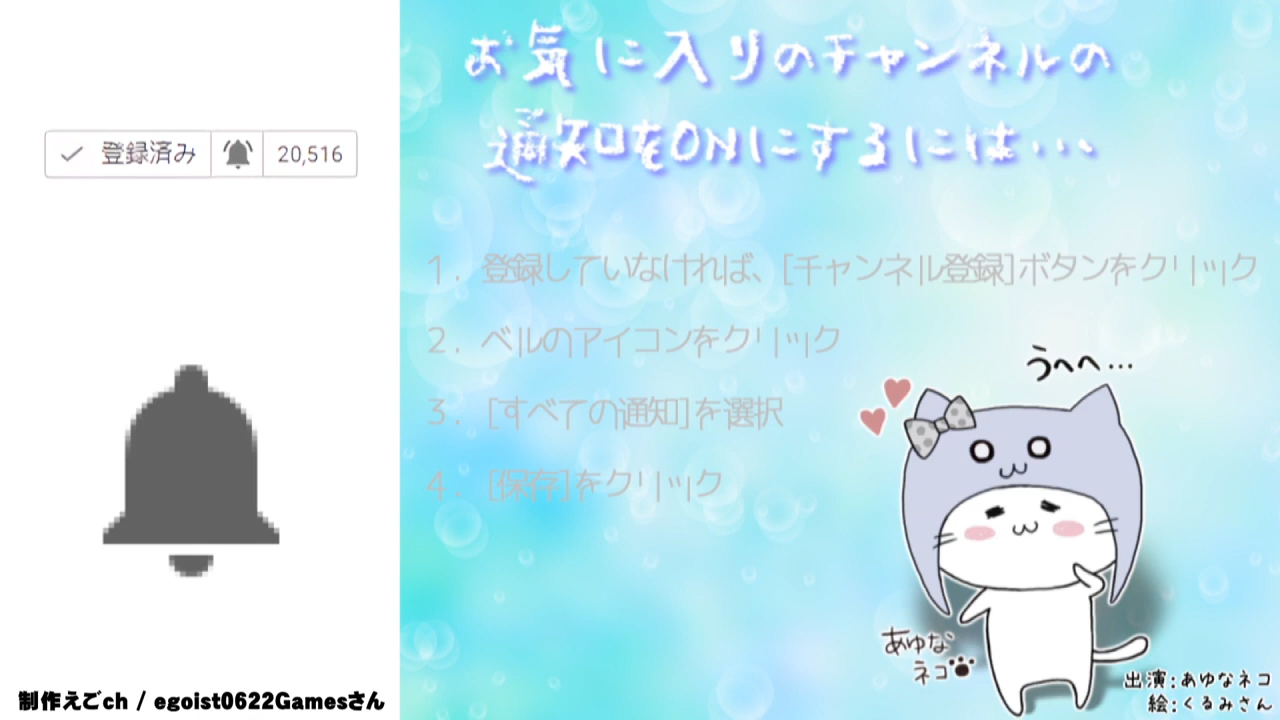 お気に入りのチャンネルの
通知をONにするには・・・
登録済み 20,516
1. 登録していなければ、[チャンネル登録]ボタンをクリック
2. ベルのアイコンをクリック
3. [すべての通知]を選択
4. [保存]をクリック
うへへ…
あゆな
ネコ
出演:あゆなネコ
絵:くるみさん
制作えごch / egoist0622Gamesさん